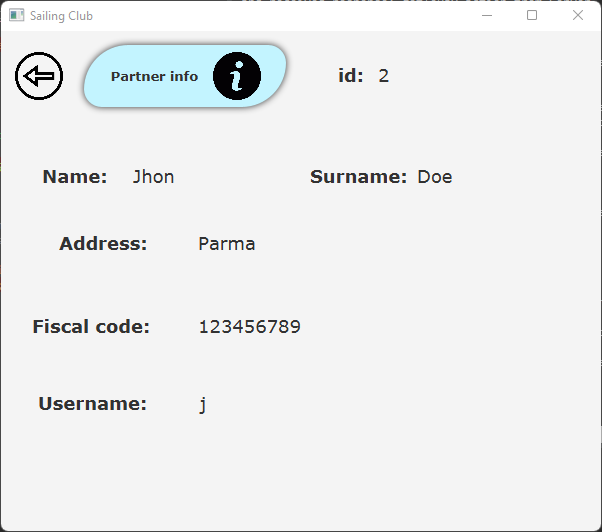 Sailing Club
Partner info i id: 2
Name: Jhon Surname: Doe
Address: Parma
Fiscal code: 123456789
Username: j